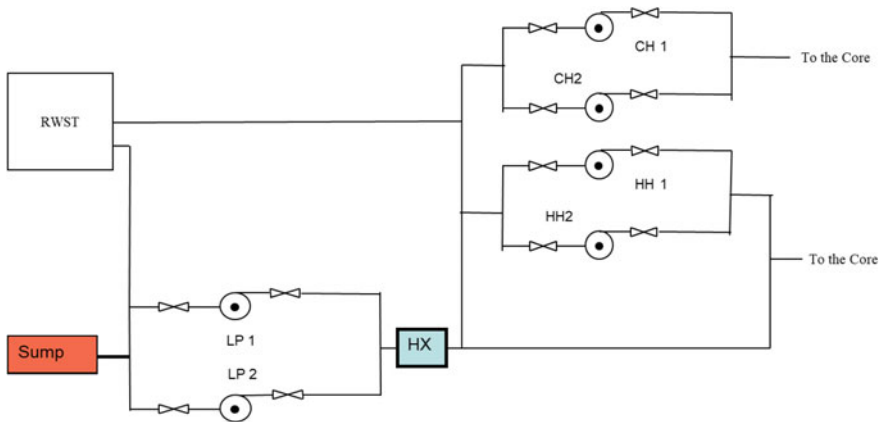 CH 1
To the Core
CH2
RWST
HH 1
HH2
To the Core
LP 1
HX
Sump
LP 2